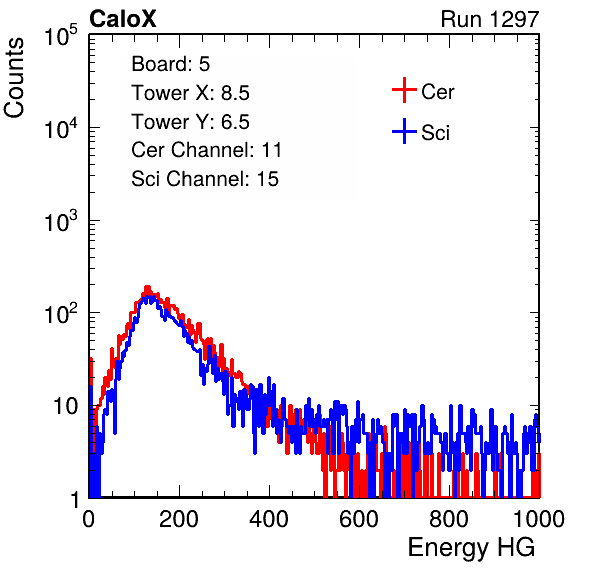 CaloX Run 1297
Counts
10^5
10^4
10^3
10^2
10
1
Board: 5
Tower X: 8.5
Tower Y: 6.5
Cer Channel: 11
Sci Channel: 15
Cer
Sci
0 200 400 600 800 1000
Energy HG